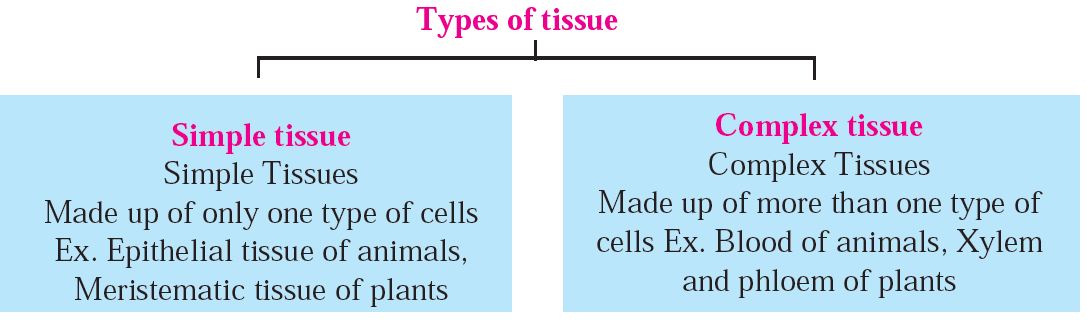 Types of tissue
Simple tissue
Simple Tissues
Made up of only one type of cells
Ex. Epithelial tissue of animals,
Meristematic tissue of plants
Complex tissue
Complex Tissues
Made up of more than one type of
cells Ex. Blood of animals, Xylem
and phloem of plants